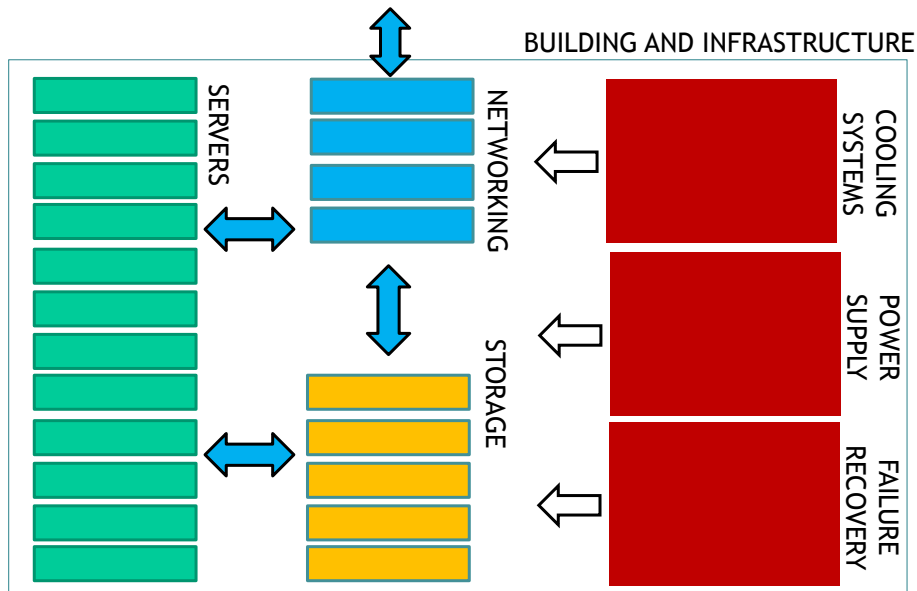 BUILDING AND INFRASTRUCTURE
SERVERS
NETWORKING
COOLING
SYSTEMS
STORAGE
POWER
SUPPLY
FAILURE
RECOVERY